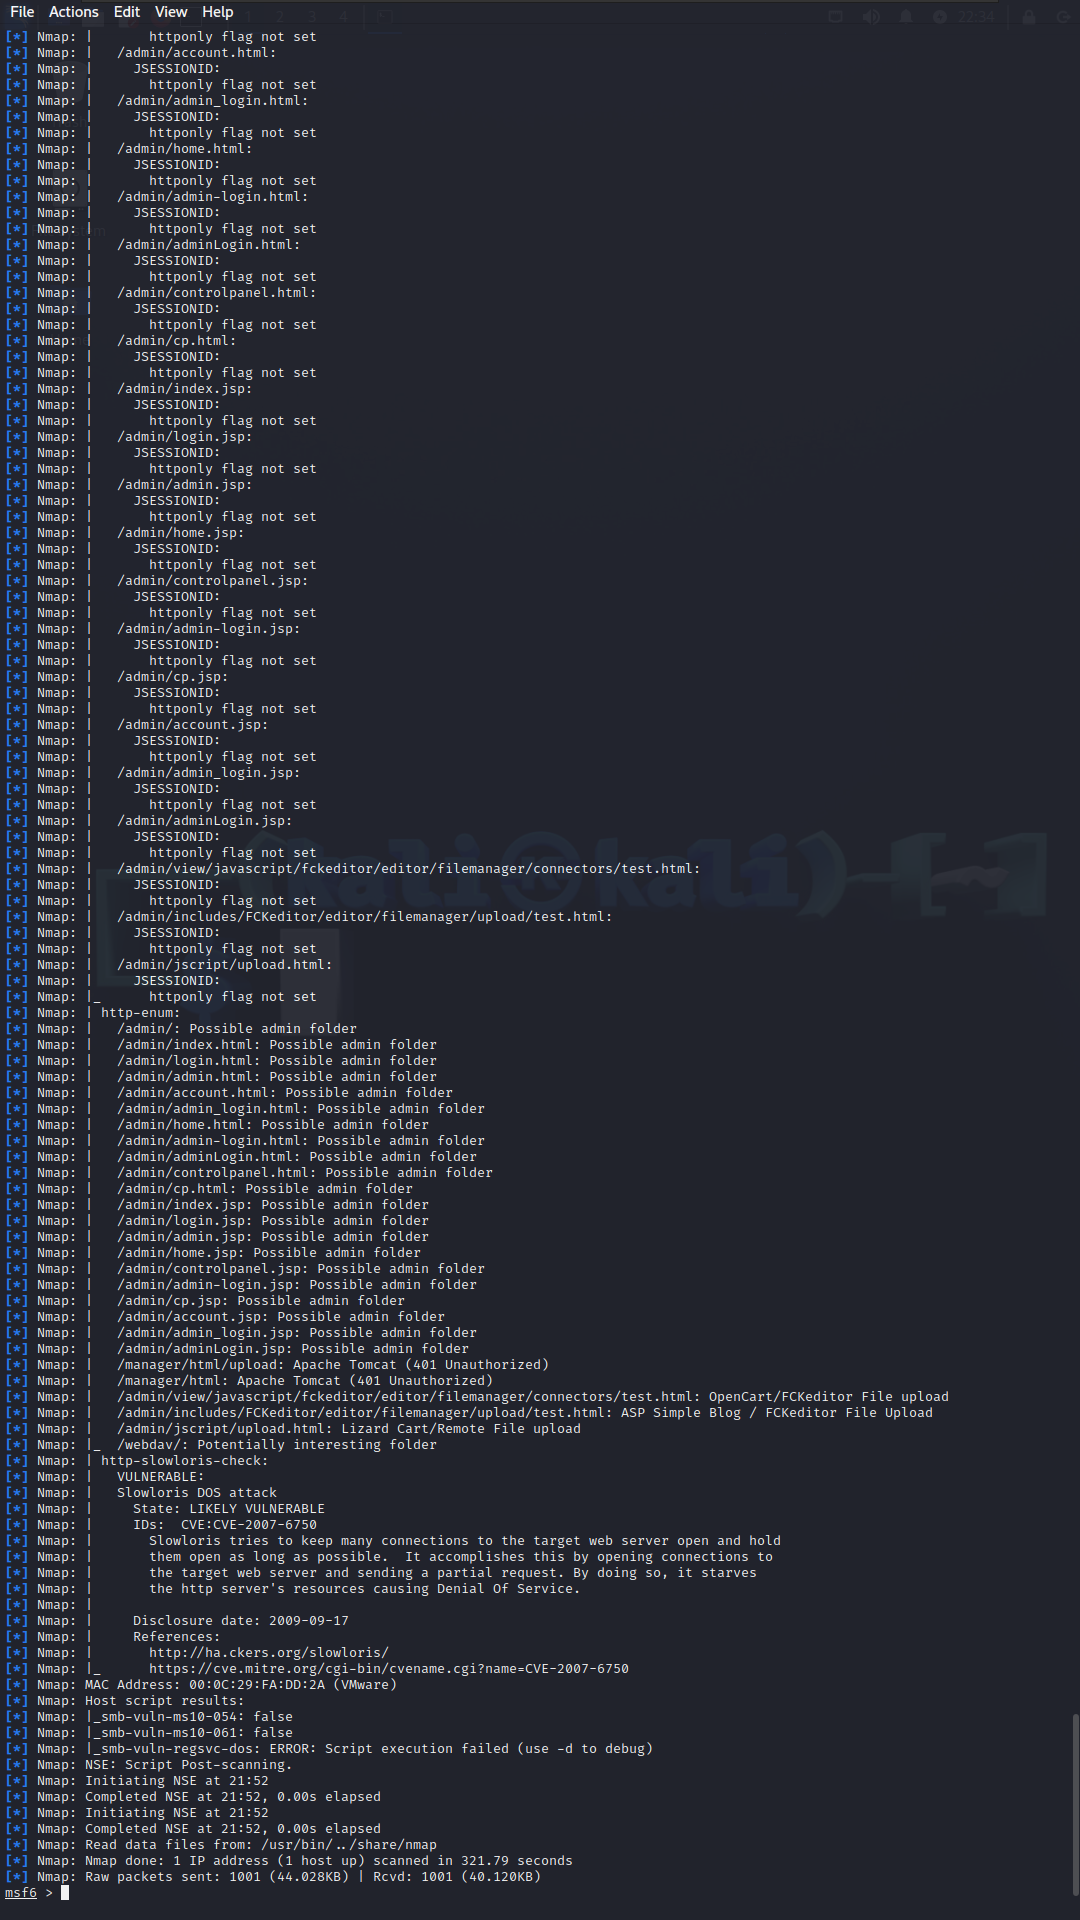 File Actions Edit View Help
1 2 3 4 22:34
[*] Nmap: |       httponly flag not set
[*] Nmap: |   /admin/account.html:
[*] Nmap: |     JSESSIONID:
[*] Nmap: |       httponly flag not set
[*] Nmap: |   /admin/admin_login.html:
[*] Nmap: |     JSESSIONID:
[*] Nmap: |       httponly flag not set
[*] Nmap: |   /admin/home.html:
[*] Nmap: |     JSESSIONID:
[*] Nmap: |       httponly flag not set
[*] Nmap: |   /admin/admin-login.html:
[*] Nmap: |     JSESSIONID:
[*] Nmap: |       httponly flag not set
[*] Nmap: |   /admin/adminLogin.html:
[*] Nmap: |     JSESSIONID:
[*] Nmap: |       httponly flag not set
[*] Nmap: |   /admin/controlpanel.html:
[*] Nmap: |     JSESSIONID:
[*] Nmap: |       httponly flag not set
[*] Nmap: |   /admin/cp.html:
[*] Nmap: |     JSESSIONID:
[*] Nmap: |       httponly flag not set
[*] Nmap: |   /admin/index.jsp:
[*] Nmap: |     JSESSIONID:
[*] Nmap: |       httponly flag not set
[*] Nmap: |   /admin/login.jsp:
[*] Nmap: |     JSESSIONID:
[*] Nmap: |       httponly flag not set
[*] Nmap: |   /admin/admin.jsp:
[*] Nmap: |     JSESSIONID:
[*] Nmap: |       httponly flag not set
[*] Nmap: |   /admin/home.jsp:
[*] Nmap: |     JSESSIONID:
[*] Nmap: |       httponly flag not set
[*] Nmap: |   /admin/controlpanel.jsp:
[*] Nmap: |     JSESSIONID:
[*] Nmap: |       httponly flag not set
[*] Nmap: |   /admin/admin-login.jsp:
[*] Nmap: |     JSESSIONID:
[*] Nmap: |       httponly flag not set
[*] Nmap: |   /admin/cp.jsp:
[*] Nmap: |     JSESSIONID:
[*] Nmap: |       httponly flag not set
[*] Nmap: |   /admin/account.jsp:
[*] Nmap: |     JSESSIONID:
[*] Nmap: |       httponly flag not set
[*] Nmap: |   /admin/admin_login.jsp:
[*] Nmap: |     JSESSIONID:
[*] Nmap: |       httponly flag not set
[*] Nmap: |   /admin/adminLogin.jsp:
[*] Nmap: |     JSESSIONID:
[*] Nmap: |       httponly flag not set
[*] Nmap: |   /admin/view/javascript/fckeditor/editor/filemanager/connectors/test.html:
[*] Nmap: |     JSESSIONID:
[*] Nmap: |       httponly flag not set
[*] Nmap: |   /admin/includes/FCKeditor/editor/filemanager/upload/test.html:
[*] Nmap: |     JSESSIONID:
[*] Nmap: |       httponly flag not set
[*] Nmap: |   /admin/jscript/upload.html:
[*] Nmap: |     JSESSIONID:
[*] Nmap: |_      httponly flag not set
[*] Nmap: | http-enum:
[*] Nmap: |   /admin/: Possible admin folder
[*] Nmap: |   /admin/index.html: Possible admin folder
[*] Nmap: |   /admin/login.html: Possible admin folder
[*] Nmap: |   /admin/admin.html: Possible admin folder
[*] Nmap: |   /admin/account.html: Possible admin folder
[*] Nmap: |   /admin/admin_login.html: Possible admin folder
[*] Nmap: |   /admin/home.html: Possible admin folder
[*] Nmap: |   /admin/admin-login.html: Possible admin folder
[*] Nmap: |   /admin/adminLogin.html: Possible admin folder
[*] Nmap: |   /admin/controlpanel.html: Possible admin folder
[*] Nmap: |   /admin/cp.html: Possible admin folder
[*] Nmap: |   /admin/index.jsp: Possible admin folder
[*] Nmap: |   /admin/login.jsp: Possible admin folder
[*] Nmap: |   /admin/admin.jsp: Possible admin folder
[*] Nmap: |   /admin/home.jsp: Possible admin folder
[*] Nmap: |   /admin/controlpanel.jsp: Possible admin folder
[*] Nmap: |   /admin/admin-login.jsp: Possible admin folder
[*] Nmap: |   /admin/cp.jsp: Possible admin folder
[*] Nmap: |   /admin/account.jsp: Possible admin folder
[*] Nmap: |   /admin/admin_login.jsp: Possible admin folder
[*] Nmap: |   /admin/adminLogin.jsp: Possible admin folder
[*] Nmap: |   /manager/html/upload: Apache Tomcat (401 Unauthorized)
[*] Nmap: |   /manager/html: Apache Tomcat (401 Unauthorized)
[*] Nmap: |   /admin/view/javascript/fckeditor/editor/filemanager/connectors/test.html: OpenCart/FCKeditor File upload
[*] Nmap: |   /admin/includes/FCKeditor/editor/filemanager/upload/test.html: ASP Simple Blog / FCKeditor File Upload
[*] Nmap: |   /admin/jscript/upload.html: Lizard Cart/Remote File upload
[*] Nmap: |_  /webdav/: Potentially interesting folder
[*] Nmap: | http-slowloris-check:
[*] Nmap: |   VULNERABLE:
[*] Nmap: |   Slowloris DOS attack
[*] Nmap: |     State: LIKELY VULNERABLE
[*] Nmap: |     IDs:  CVE:CVE-2007-6750
[*] Nmap: |       Slowloris tries to keep many connections to the target web server open and hold
[*] Nmap: |       them open as long as possible.  It accomplishes this by opening connections to
[*] Nmap: |       the target web server and sending a partial request. By doing so, it starves
[*] Nmap: |       the http server's resources causing Denial Of Service.
[*] Nmap: |
[*] Nmap: |     Disclosure date: 2009-09-17
[*] Nmap: |     References:
[*] Nmap: |       http://ha.ckers.org/slowloris/
[*] Nmap: |_      https://cve.mitre.org/cgi-bin/cvename.cgi?name=CVE-2007-6750
[*] Nmap: MAC Address: 00:0C:29:FA:DD:2A (VMware)
[*] Nmap: Host script results:
[*] Nmap: |_smb-vuln-ms10-054: false
[*] Nmap: |_smb-vuln-ms10-061: false
[*] Nmap: |_smb-vuln-regsvc-dos: ERROR: Script execution failed (use -d to debug)
[*] Nmap: NSE: Script Post-scanning.
[*] Nmap: Initiating NSE at 21:52
[*] Nmap: Completed NSE at 21:52, 0.00s elapsed
[*] Nmap: Initiating NSE at 21:52
[*] Nmap: Completed NSE at 21:52, 0.00s elapsed
[*] Nmap: Read data files from: /usr/bin/../share/nmap
[*] Nmap: Nmap done: 1 IP address (1 host up) scanned in 321.79 seconds
[*] Nmap: Raw packets sent: 1001 (44.028KB) | Rcvd: 1001 (40.120KB)
msf6 >
(kali kali)-[~]